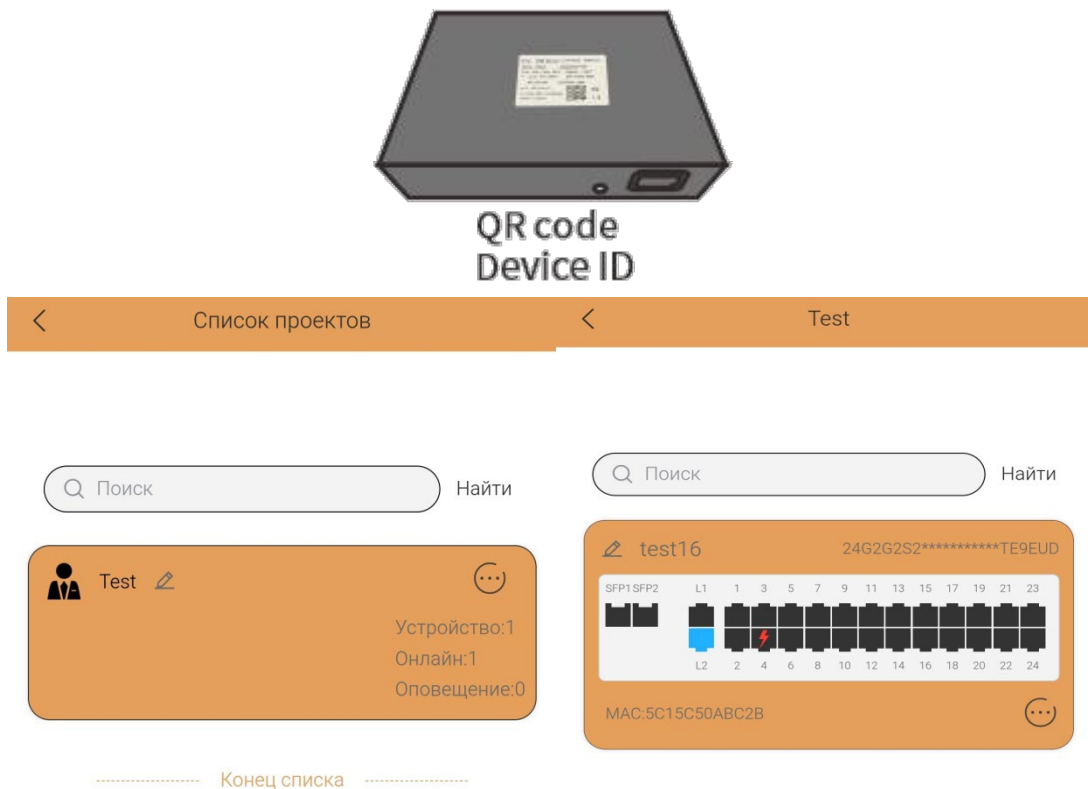 QR code
Device ID
Список проектов
Поиск
Найти
Test
Устройство:1
Онлайн:1
Оповещение:0
Конец списка
Test
Поиск
Найти
test16
24G2G2S2***********TE9EUD
SFP1 SFP2 L1 1 3 5 7 9 11 13 15 17 19 21 23
L2 2 4 6 8 10 12 14 16 18 20 22 24
MAC:5C15C50ABC2B